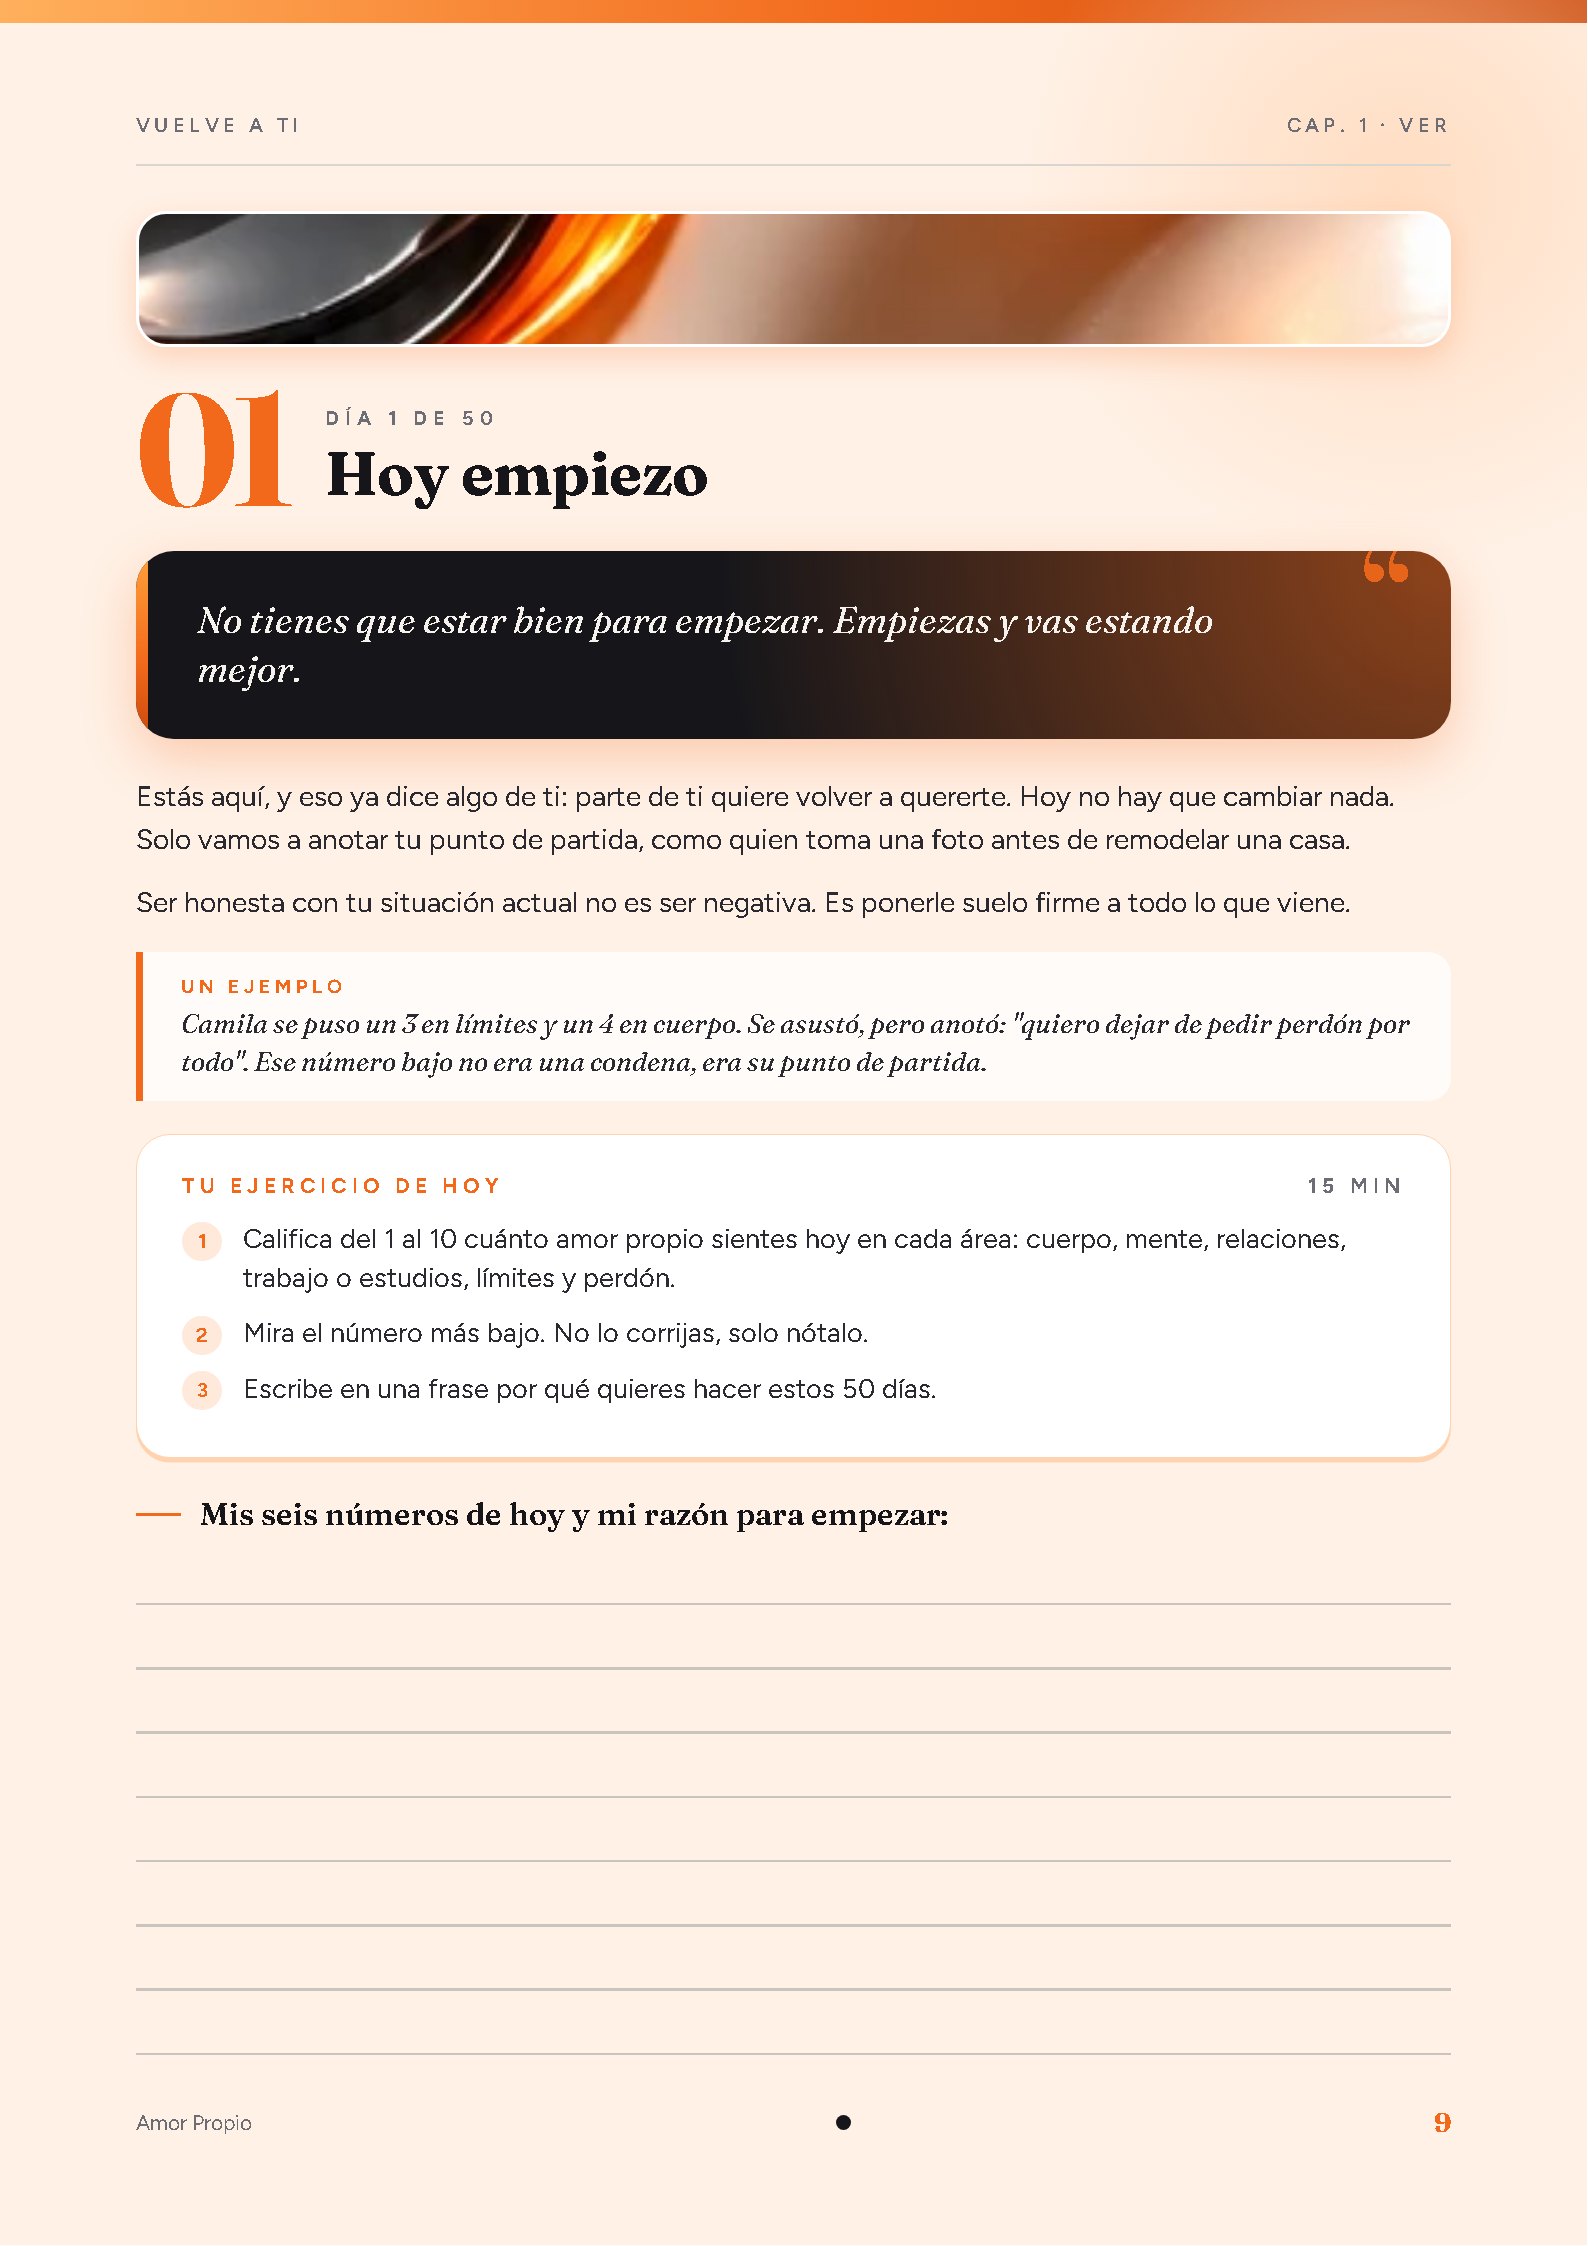 VUELVE A TI
CAP. 1 · VER
01
DÍA 1 DE 50
Hoy empiezo
“
No tienes que estar bien para empezar. Empiezas y vas estando
mejor.
Estás aquí, y eso ya dice algo de ti: parte de ti quiere volver a quererte. Hoy no hay que cambiar nada.
Solo vamos a anotar tu punto de partida, como quien toma una foto antes de remodelar una casa.
Ser honesta con tu situación actual no es ser negativa. Es ponerle suelo firme a todo lo que viene.
UN EJEMPLO
Camila se puso un 3 en límites y un 4 en cuerpo. Se asustó, pero anotó: "quiero dejar de pedir perdón por
todo". Ese número bajo no era una condena, era su punto de partida.
TU EJERCICIO DE HOY
15 MIN
1 Califica del 1 al 10 cuánto amor propio sientes hoy en cada área: cuerpo, mente, relaciones,
trabajo o estudios, límites y perdón.
2 Mira el número más bajo. No lo corrijas, solo nótalo.
3 Escribe en una frase por qué quieres hacer estos 50 días.
Mis seis números de hoy y mi razón para empezar:
Amor Propio
9